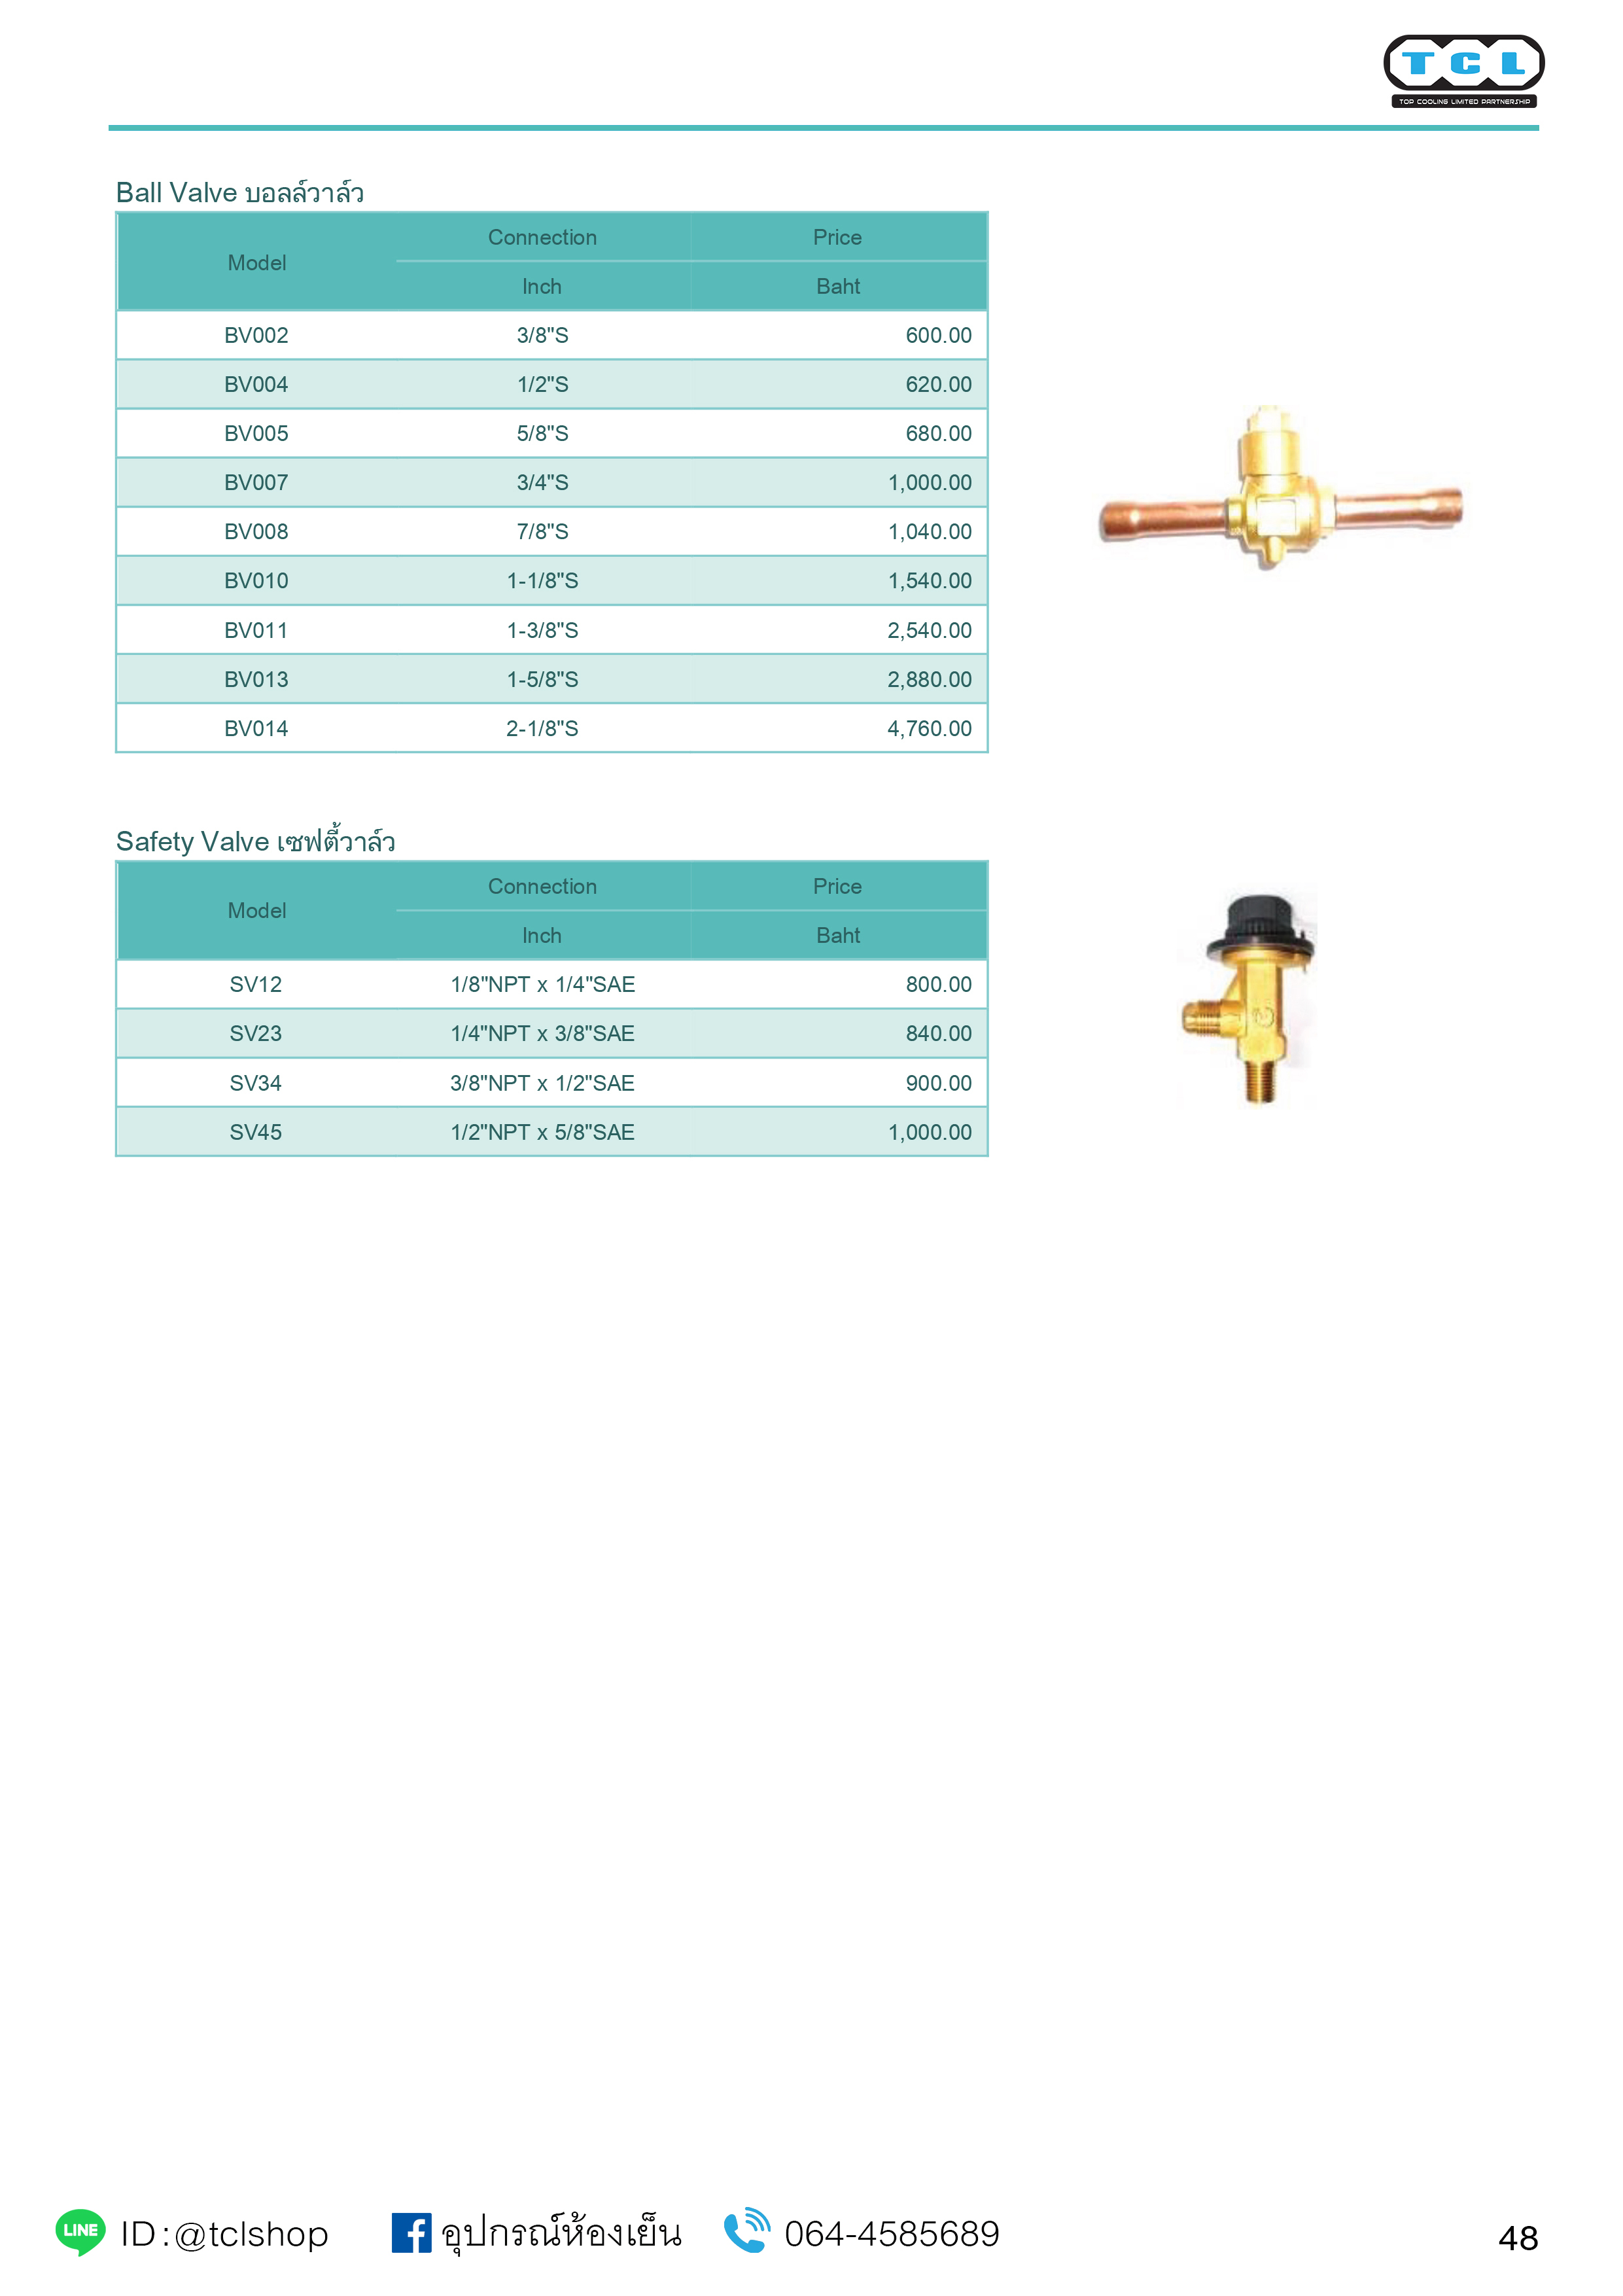 TCL
TOP COOLING LIMITED PARTNERSHIP
Ball Valve บอลล์วาล์ว
Model Connection Price
Inch Baht
BV002 3/8"S 600.00
BV004 1/2"S 620.00
BV005 5/8"S 680.00
BV007 3/4"S 1,000.00
BV008 7/8"S 1,040.00
BV010 1-1/8"S 1,540.00
BV011 1-3/8"S 2,540.00
BV013 1-5/8"S 2,880.00
BV014 2-1/8"S 4,760.00
Safety Valve เซฟตี้วาล์ว
Model Connection Price
Inch Baht
SV12 1/8"NPT x 1/4"SAE 800.00
SV23 1/4"NPT x 3/8"SAE 840.00
SV34 3/8"NPT x 1/2"SAE 900.00
SV45 1/2"NPT x 5/8"SAE 1,000.00
LINE ID:@tclshop f อุปกรณ์ห้องเย็น 064-4585689 48